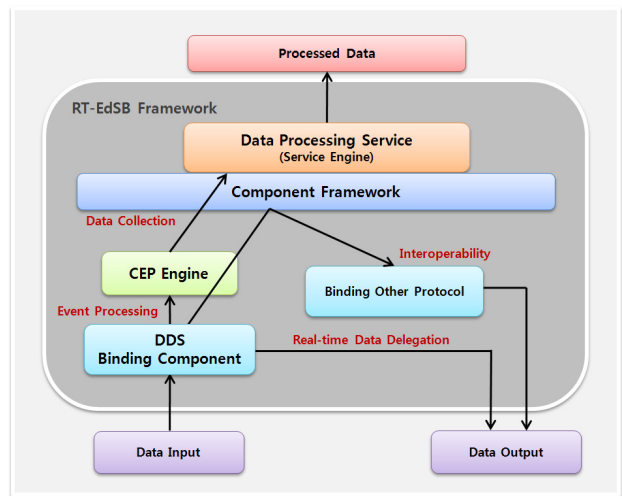 Processed Data
RT-EdSB Framework
Data Processing Service
(Service Engine)
Component Framework
Data Collection
Interoperability
CEP Engine
Binding Other Protocol
Event Processing
DDS
Binding Component
Real-time Data Delegation
Data Input
Data Output